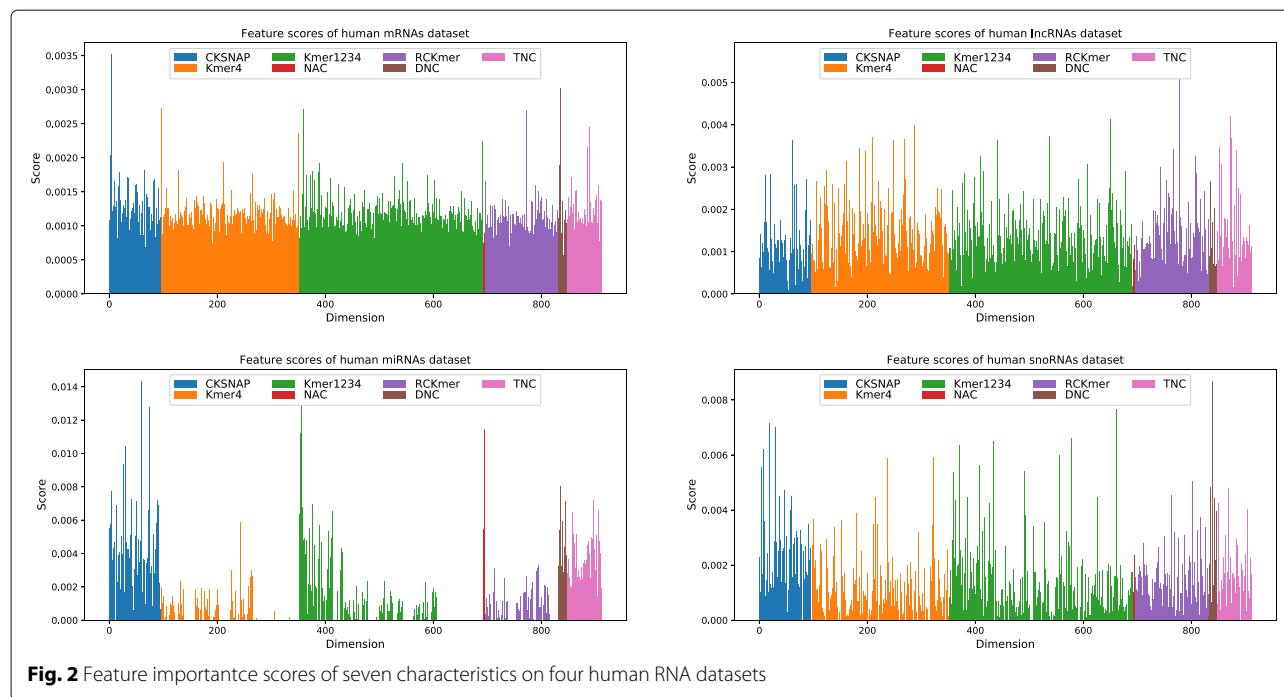 Feature scores of human mRNAs dataset
CKSNAP Kmer1234 RCKmer TNC
Kmer4 NAC DNC
0.0035
0.0030
0.0025
0.0020
0.0015
0.0010
0.0005
0.0000
Score
0 200 400 600 800
Dimension
Feature scores of human lncRNAs dataset
CKSNAP Kmer1234 RCKmer TNC
Kmer4 NAC DNC
0.005
0.004
0.003
0.002
0.001
0.000
Score
0 200 400 600 800
Dimension
Feature scores of human miRNAs dataset
CKSNAP Kmer1234 RCKmer TNC
Kmer4 NAC DNC
0.014
0.012
0.010
0.008
0.006
0.004
0.002
0.000
Score
0 200 400 600 800
Dimension
Feature scores of human snoRNAs dataset
CKSNAP Kmer1234 RCKmer TNC
Kmer4 NAC DNC
0.008
0.006
0.004
0.002
0.000
Score
0 200 400 600 800
Dimension
Fig. 2 Feature importantce scores of seven characteristics on four human RNA datasets